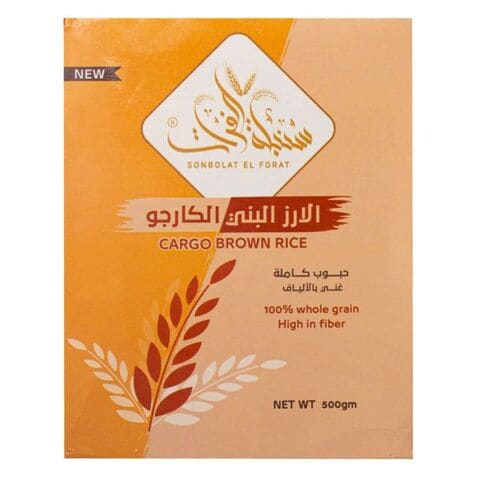 NEW
سنبلة الفرات
®
SONBOLAT EL FORAT
الارز البني الكارجو
CARGO BROWN RICE
حبوب كاملة
غني بالألياف
100% whole grain
High in fiber
NET WT 500gm